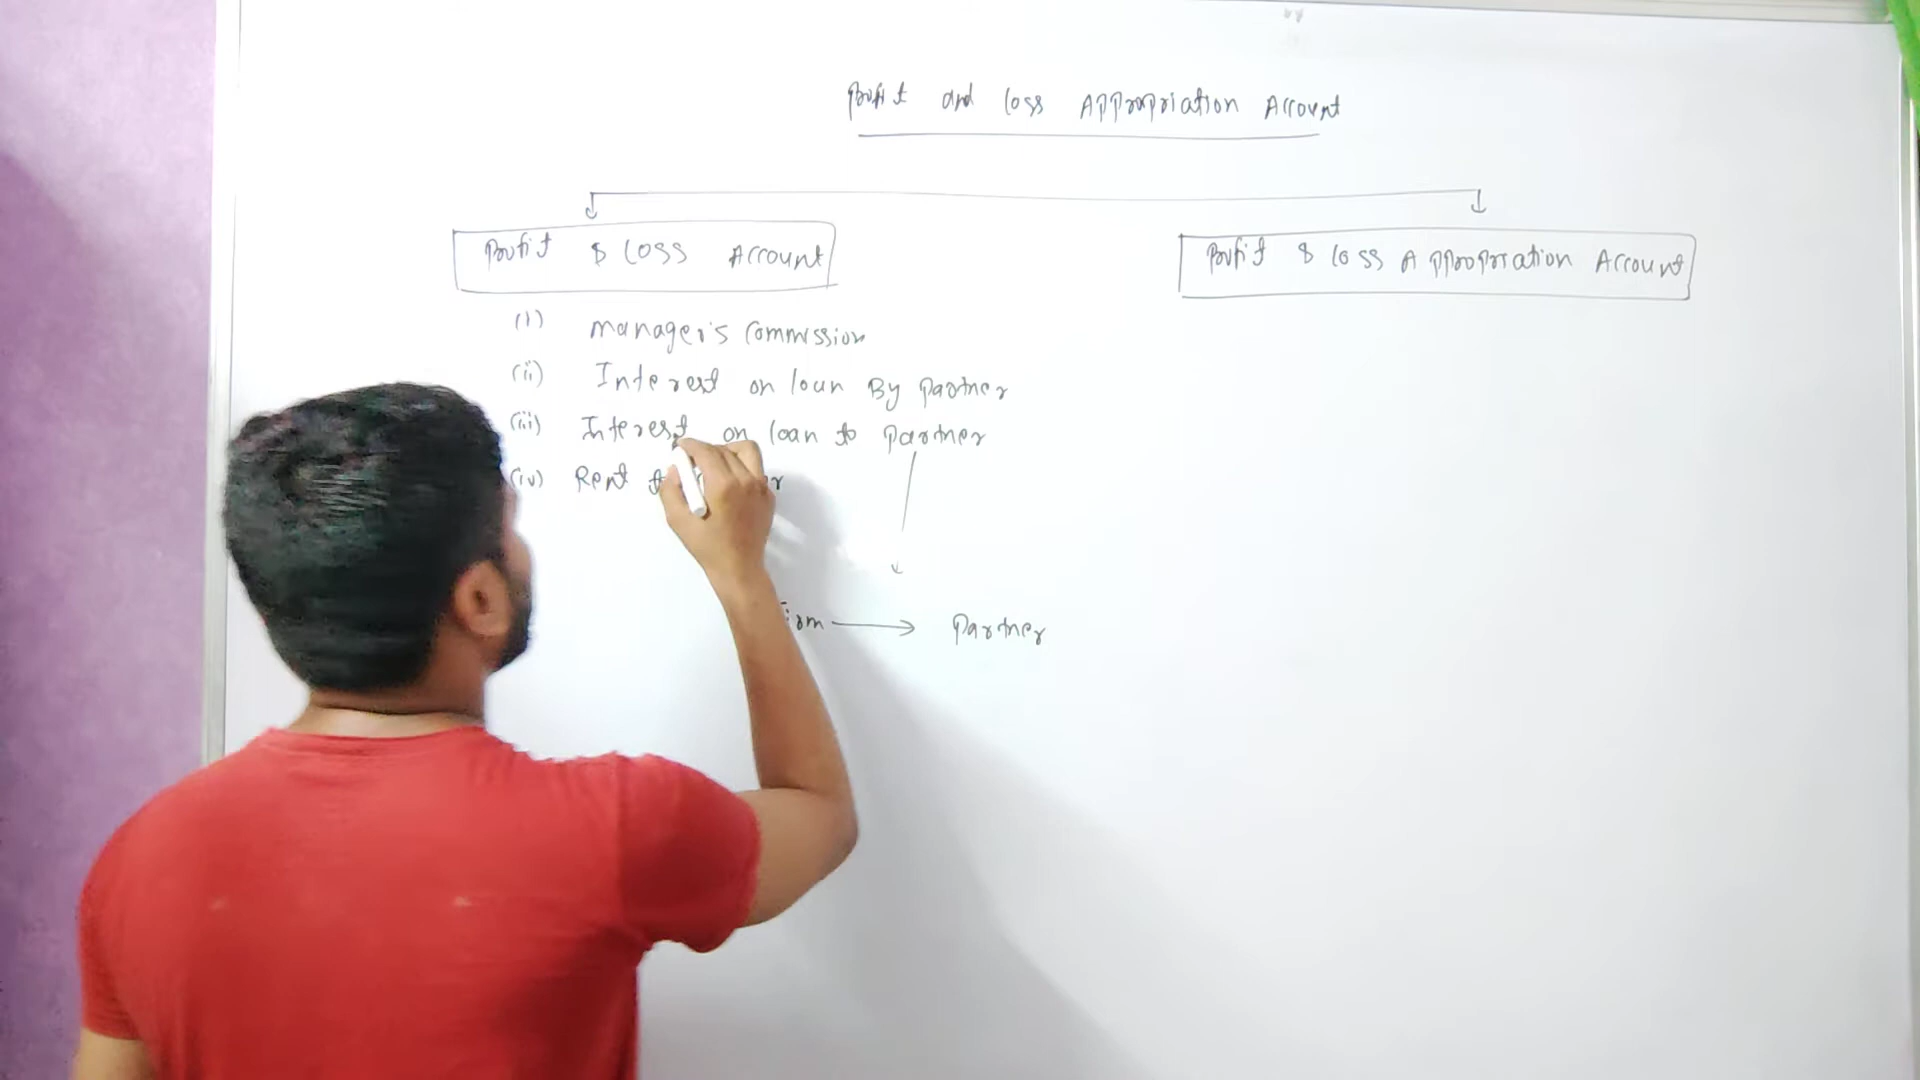 Profit and loss Appropriation Account
Profit & Loss Account
Profit & loss Appropriation Account
(i) manager's Commission
(ii) Interest on loan By partner
(iii) Interest on loan to partner
(iv) Rent
Partner